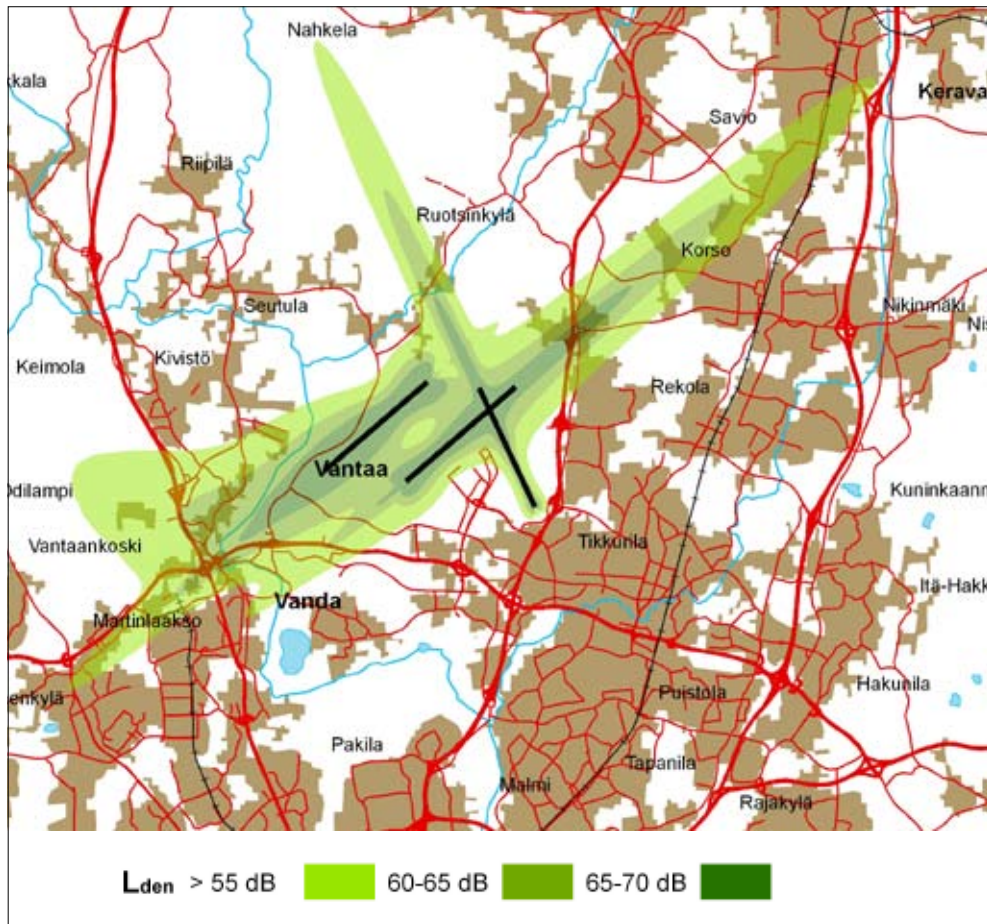 Nahkela
kkala
Kerava
Savio
Riipilä
Ruotsinkylä
Korso
Seutula
Nikinmäki
Nis
Keimola
Kivistö
Rekola
Vantaa
Odilampi
Kuninkaann
Vantaankoski
Tikkurila
Itä-Hakk
Vanda
Martinlaakso
enkylä
Puistola
Hakunila
Pakila
Tapanila
Malmi
Rajakylä
Lden > 55 dB 60-65 dB 65-70 dB